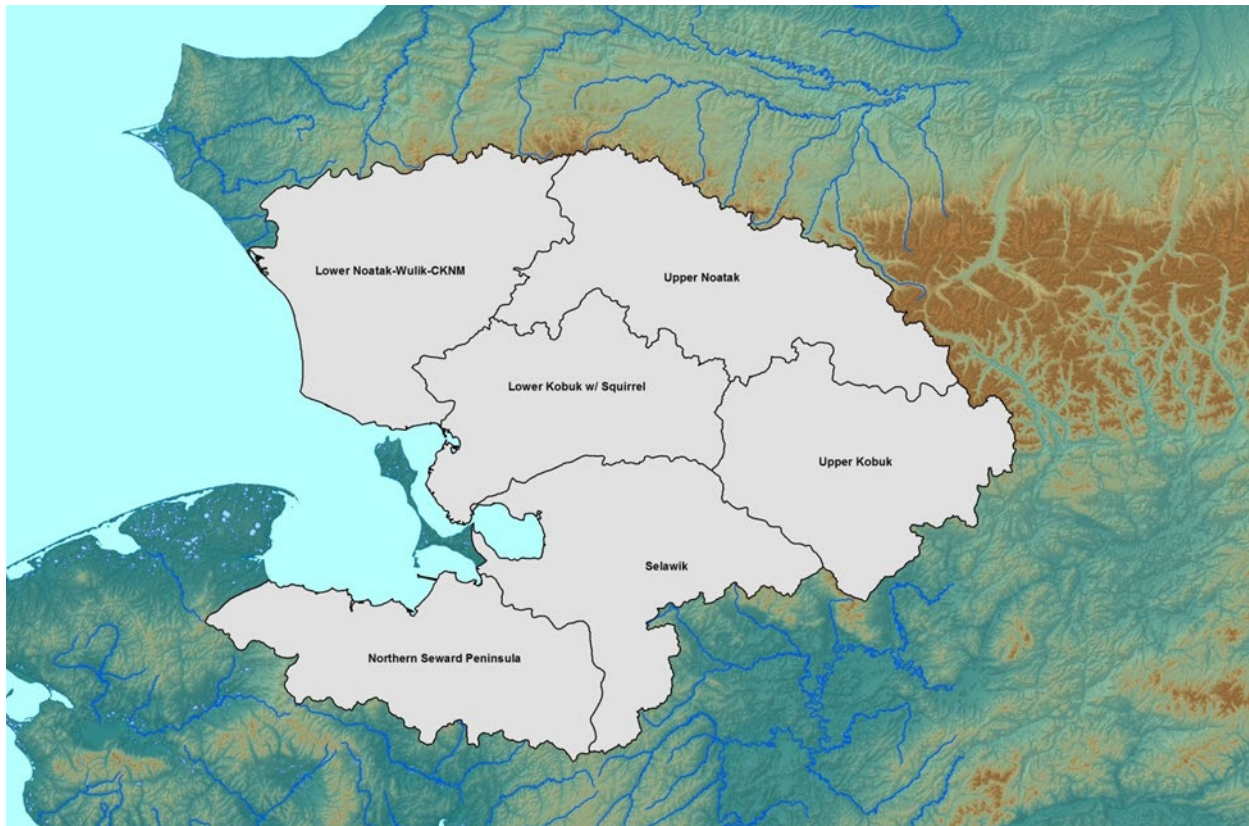 Lower Noatak-Wulik-CKNM
Upper Noatak
Lower Kobuk w/ Squirrel
Upper Kobuk
Selawik
Northern Seward Peninsula